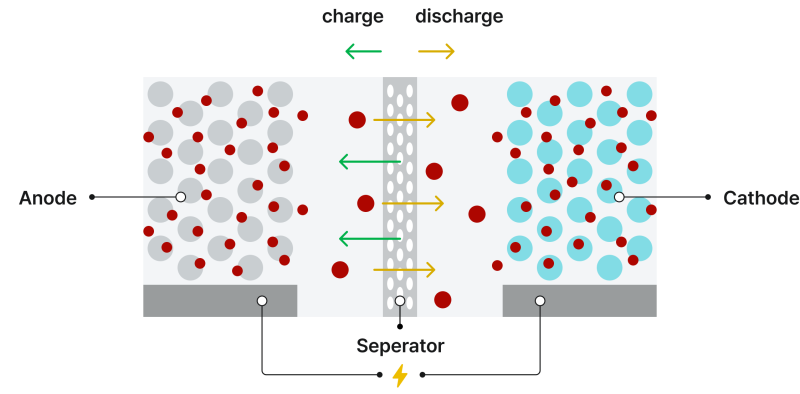 charge discharge
Anode
Cathode
Seperator